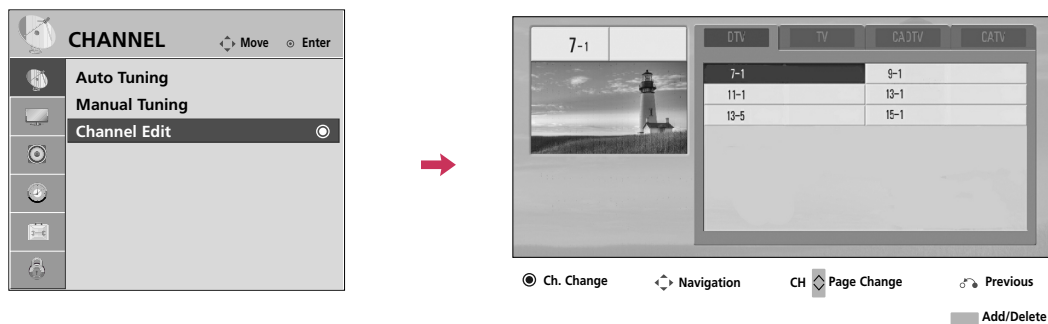 CHANNEL Move Enter
Auto Tuning
Manual Tuning
Channel Edit
7-1
DTV TV CADTV CATV
7-1 9-1
11-1 13-1
13-5 15-1
Ch. Change Navigation CH Page Change Previous
Add/Delete